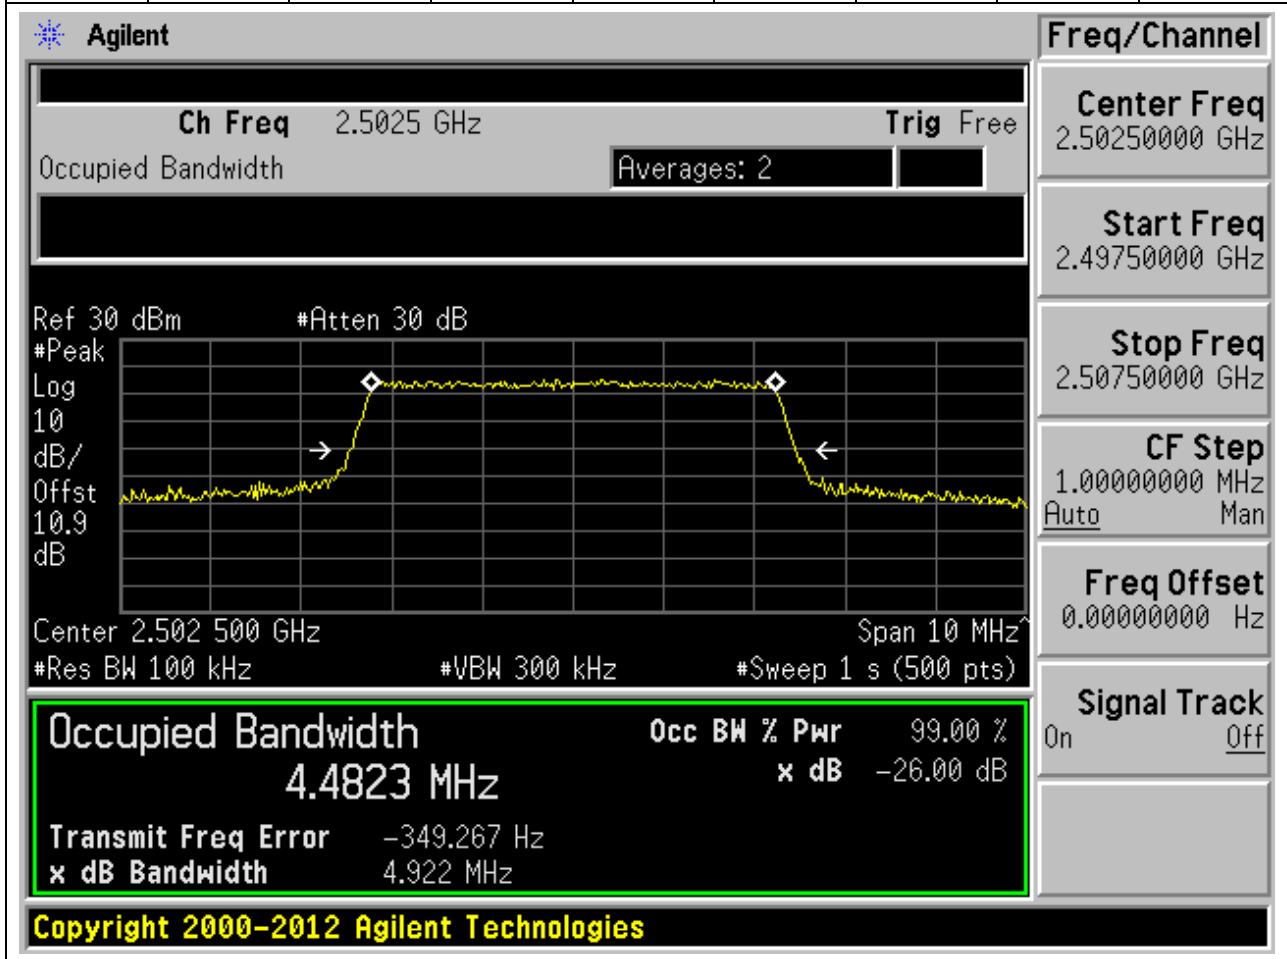 Agilent
Freq/Channel
Ch Freq 2.5025 GHz Trig Free
Occupied Bandwidth Averages: 2
Center Freq
2.50250000 GHz
Start Freq
2.49750000 GHz
Stop Freq
2.50750000 GHz
CF Step
1.00000000 MHz
Auto Man
Freq Offset
0.00000000 Hz
Signal Track
On Off
Ref 30 dBm #Atten 30 dB
#Peak
Log
10
dB/
Offst
10.9
dB
Center 2.502 500 GHz Span 10 MHz^
#Res BW 100 kHz #VBW 300 kHz #Sweep 1 s (500 pts)
Occupied Bandwidth Occ BW % Pwr 99.00 %
4.4823 MHz x dB -26.00 dB
Transmit Freq Error -349.267 Hz
x dB Bandwidth 4.922 MHz
Copyright 2000-2012 Agilent Technologies